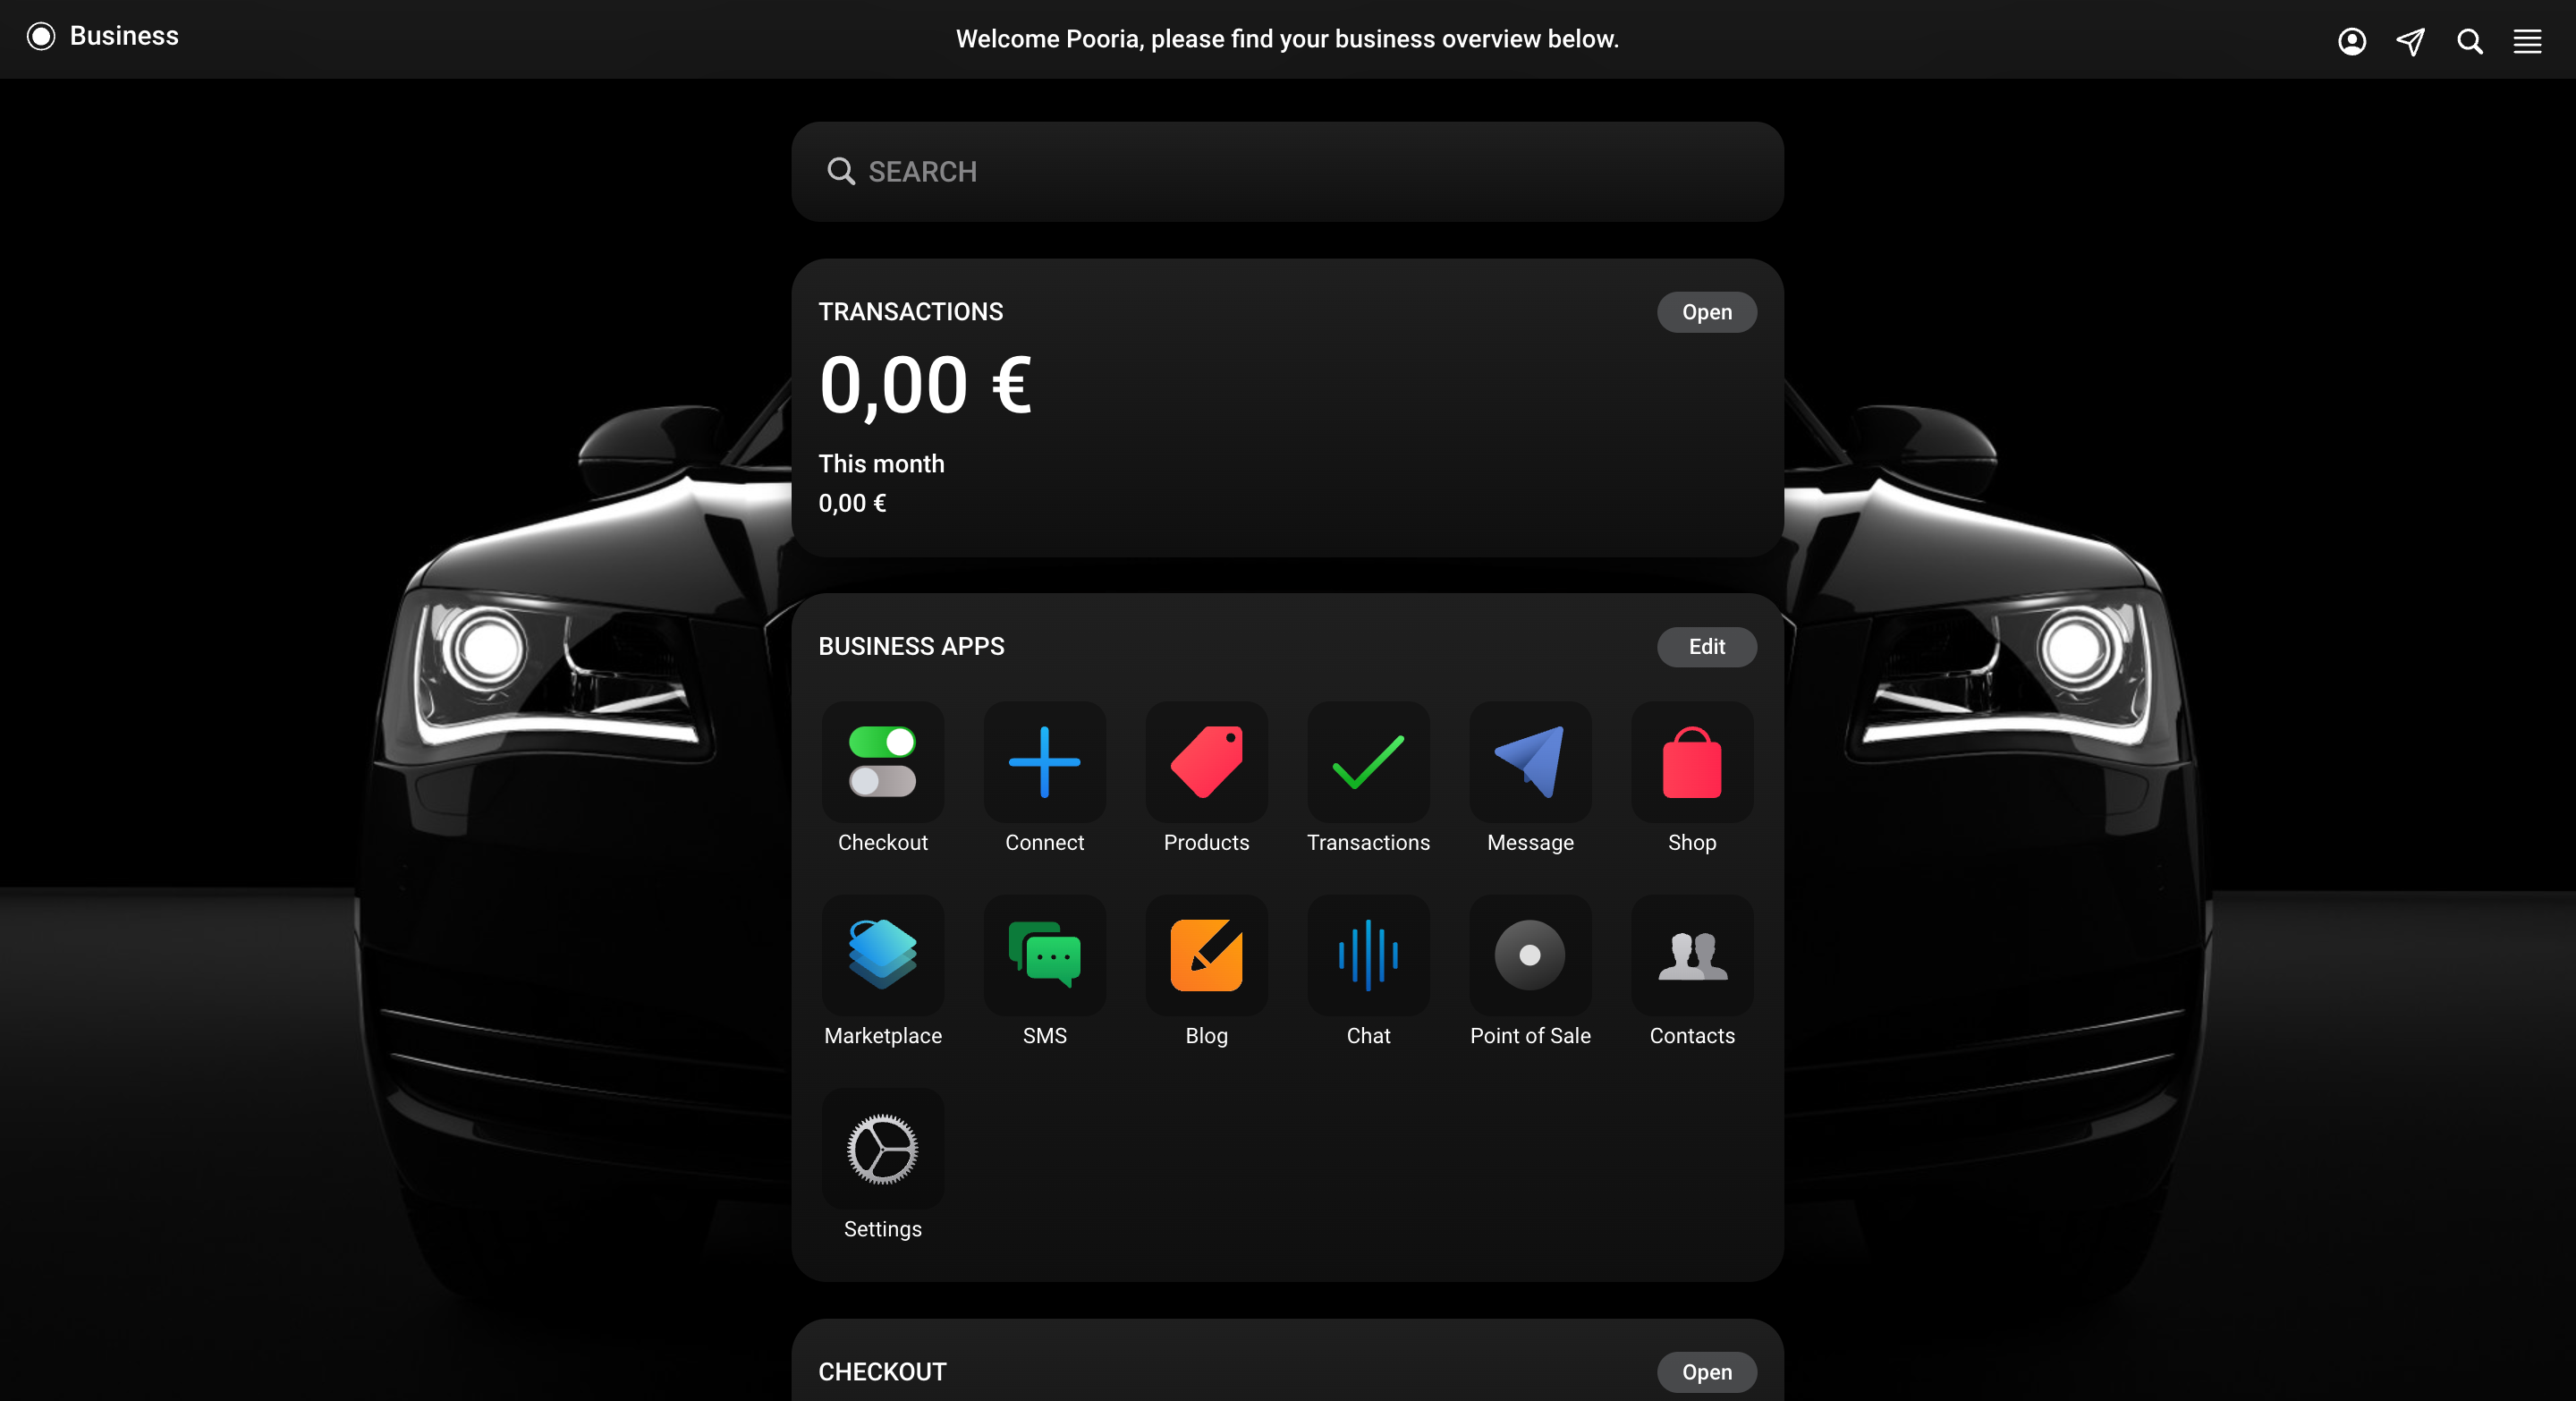 Business
Welcome Pooria, please find your business overview below.
SEARCH
TRANSACTIONS
Open
0,00 €
This month
0,00 €
BUSINESS APPS
Edit
Checkout
Connect
Products
Transactions
Message
Shop
Marketplace
SMS
Blog
Chat
Point of Sale
Contacts
Settings
CHECKOUT
Open